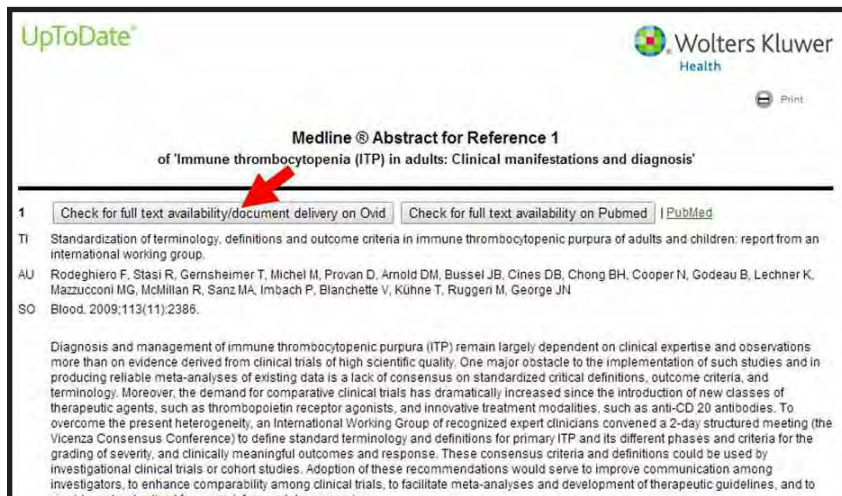 UpToDate®
Wolters Kluwer
Health
Print
Medline ® Abstract for Reference 1
of 'Immune thrombocytopenia (ITP) in adults: Clinical manifestations and diagnosis'
1 Check for full text availability/document delivery on Ovid Check for full text availability on Pubmed | PubMed
TI Standardization of terminology, definitions and outcome criteria in immune thrombocytopenic purpura of adults and children: report from an
international working group.
AU Rodeghiero F, Stasi R, Gernsheimer T, Michel M, Provan D, Arnold DM, Bussel JB, Cines DB, Chong BH, Cooper N, Godeau B, Lechner K,
Mazzucconi MG, McMillan R, Sanz MA, Imbach P, Blanchette V, Kühne T, Ruggeri M, George JN
SO Blood. 2009;113(11):2386.
Diagnosis and management of immune thrombocytopenic purpura (ITP) remain largely dependent on clinical expertise and observations
more than on evidence derived from clinical trials of high scientific quality. One major obstacle to the implementation of such studies and in
producing reliable meta-analyses of existing data is a lack of consensus on standardized critical definitions, outcome criteria, and
terminology. Moreover, the demand for comparative clinical trials has dramatically increased since the introduction of new classes of
therapeutic agents, such as thrombopoietin receptor agonists, and innovative treatment modalities, such as anti-CD 20 antibodies. To
overcome the present heterogeneity, an International Working Group of recognized expert clinicians convened a 2-day structured meeting (the
Vicenza Consensus Conference) to define standard terminology and definitions for primary ITP and its different phases and criteria for the
grading of severity, and clinically meaningful outcomes and response. These consensus criteria and definitions could be used by
investigational clinical trials or cohort studies. Adoption of these recommendations would serve to improve communication among
investigators, to enhance comparability among clinical trials, to facilitate meta-analyses and development of therapeutic guidelines, and to